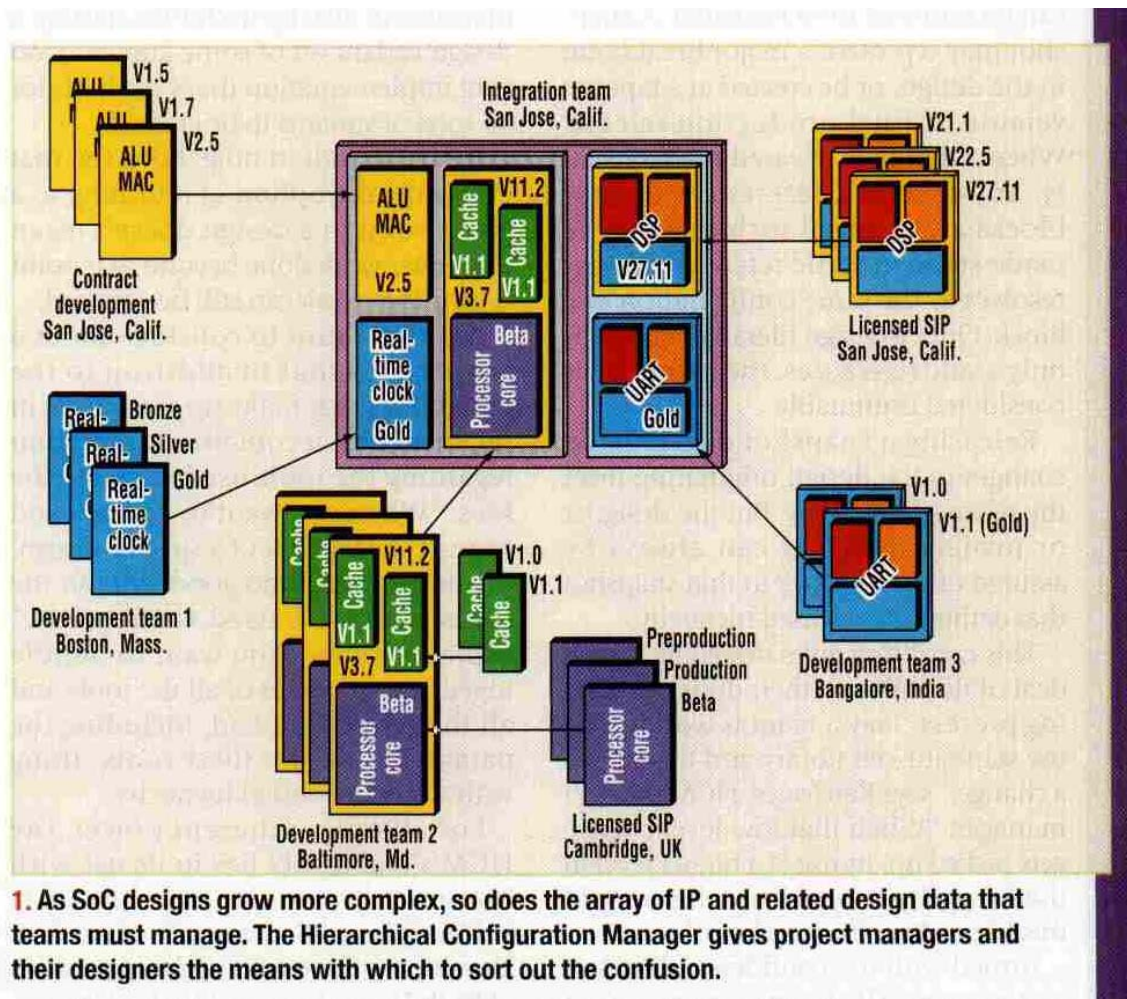 V1.5
V1.7
V2.5
ALU
ALU
ALU
MAC
Contract
development
San Jose, Calif.
Integration team
San Jose, Calif.
ALU
MAC
V2.5
V11.2
Cache
V1.1
Cache
V1.1
V3.7
Real-
time
clock
Gold
Beta
Processor
core
DSP
V27.11
UART
Gold
V21.1
V22.5
V27.11
DSP
Licensed SIP
San Jose, Calif.
Real-
Bronze
Real-
Silver
Real-
time
clock
Gold
Development team 1
Boston, Mass.
V11.2
Cache
V1.1
Cache
V1.1
V3.7
Beta
Processor
core
Development team 2
Baltimore, Md.
V1.0
V1.1
Cache
Cache
Preproduction
Production
Beta
Processor
core
Licensed SIP
Cambridge, UK
V1.0
V1.1 (Gold)
UART
Development team 3
Bangalore, India
1. As SoC designs grow more complex, so does the array of IP and related design data that
teams must manage. The Hierarchical Configuration Manager gives project managers and
their designers the means with which to sort out the confusion.